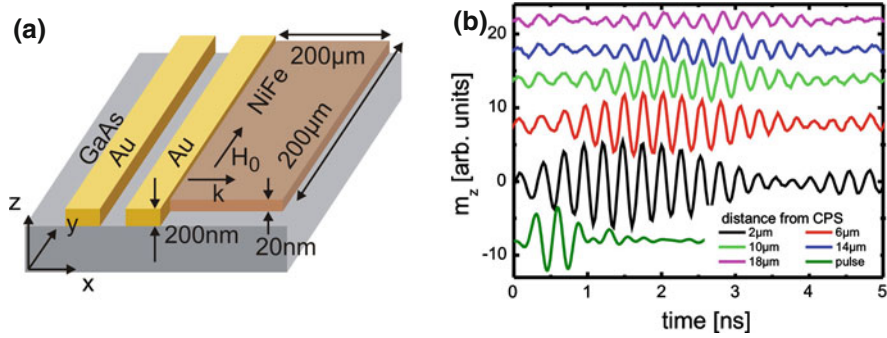 (a)
200μm
GaAs
Au
Au
NiFe
H0
k
200μm
200nm
20nm
z
y
x
(b)
mz [arb. units]
20
10
0
-10
distance from CPS
2μm 6μm
10μm 14μm
18μm pulse
0 1 2 3 4 5
time [ns]